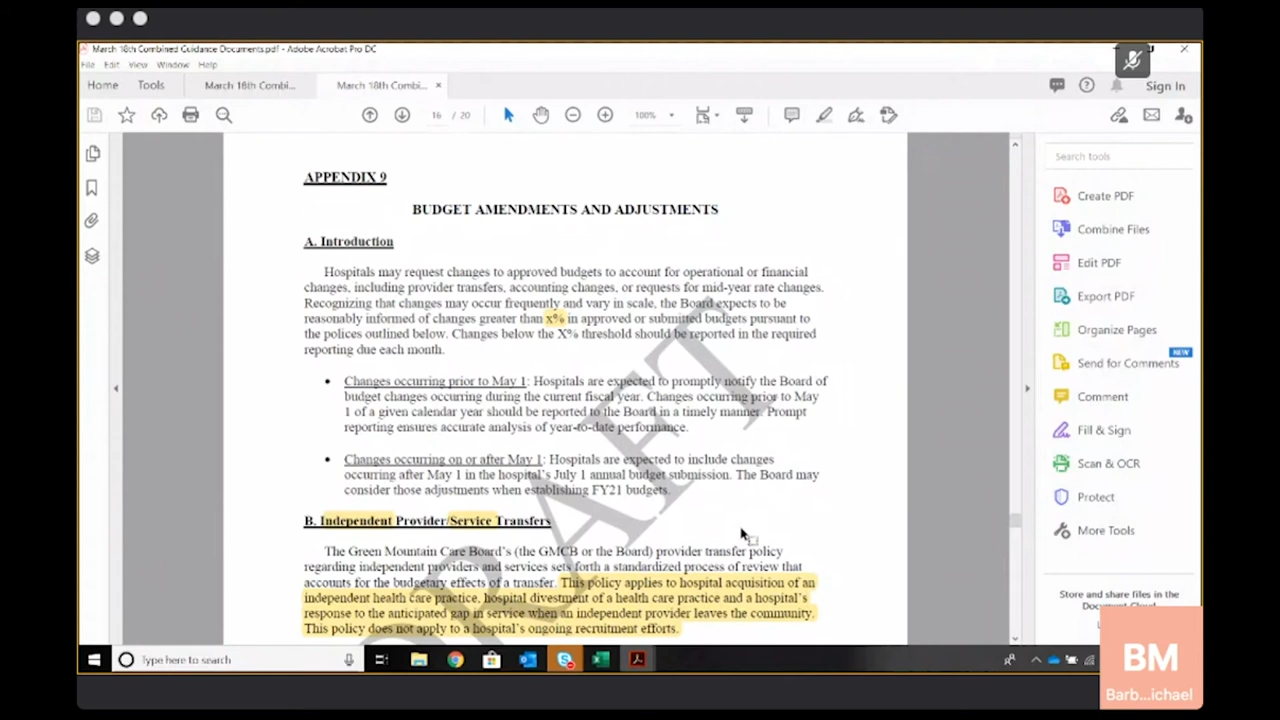 March 18th Combined Guidance Documents.pdf - Adobe Acrobat Pro DC
File Edit View Window Help
Home Tools March 18th Combi... March 18th Combi... × Sign In
16 / 20 100%
APPENDIX 9
BUDGET AMENDMENTS AND ADJUSTMENTS
A. Introduction
Hospitals may request changes to approved budgets to account for operational or financial
changes, including provider transfers, accounting changes, or requests for mid-year rate changes.
Recognizing that changes may occur frequently and vary in scale, the Board expects to be
reasonably informed of changes greater than x% in approved or submitted budgets pursuant to
the polices outlined below. Changes below the X% threshold should be reported in the required
reporting due each month.
• Changes occurring prior to May 1: Hospitals are expected to promptly notify the Board of
budget changes occurring during the current fiscal year. Changes occurring prior to May
1 of a given calendar year should be reported to the Board in a timely manner. Prompt
reporting ensures accurate analysis of year-to-date performance.
• Changes occurring on or after May 1: Hospitals are expected to include changes
occurring after May 1 in the hospital's July 1 annual budget submission. The Board may
consider those adjustments when establishing FY21 budgets.
B. Independent Provider/Service Transfers
The Green Mountain Care Board's (the GMCB or the Board) provider transfer policy
regarding independent providers and services sets forth a standardized process of review that
accounts for the budgetary effects of a transfer. This policy applies to hospital acquisition of an
independent health care practice, hospital divestment of a health care practice and a hospital's
response to the anticipated gap in service when an independent provider leaves the community.
This policy does not apply to a hospital's ongoing recruitment efforts.
DRAFT
Search tools
Create PDF
Combine Files
Edit PDF
Export PDF
Organize Pages
NEW
Send for Comments
Comment
Fill & Sign
Scan & OCR
Protect
More Tools
Store and share files in the
Document Cloud
Type here to search
BM
Barb...ichael